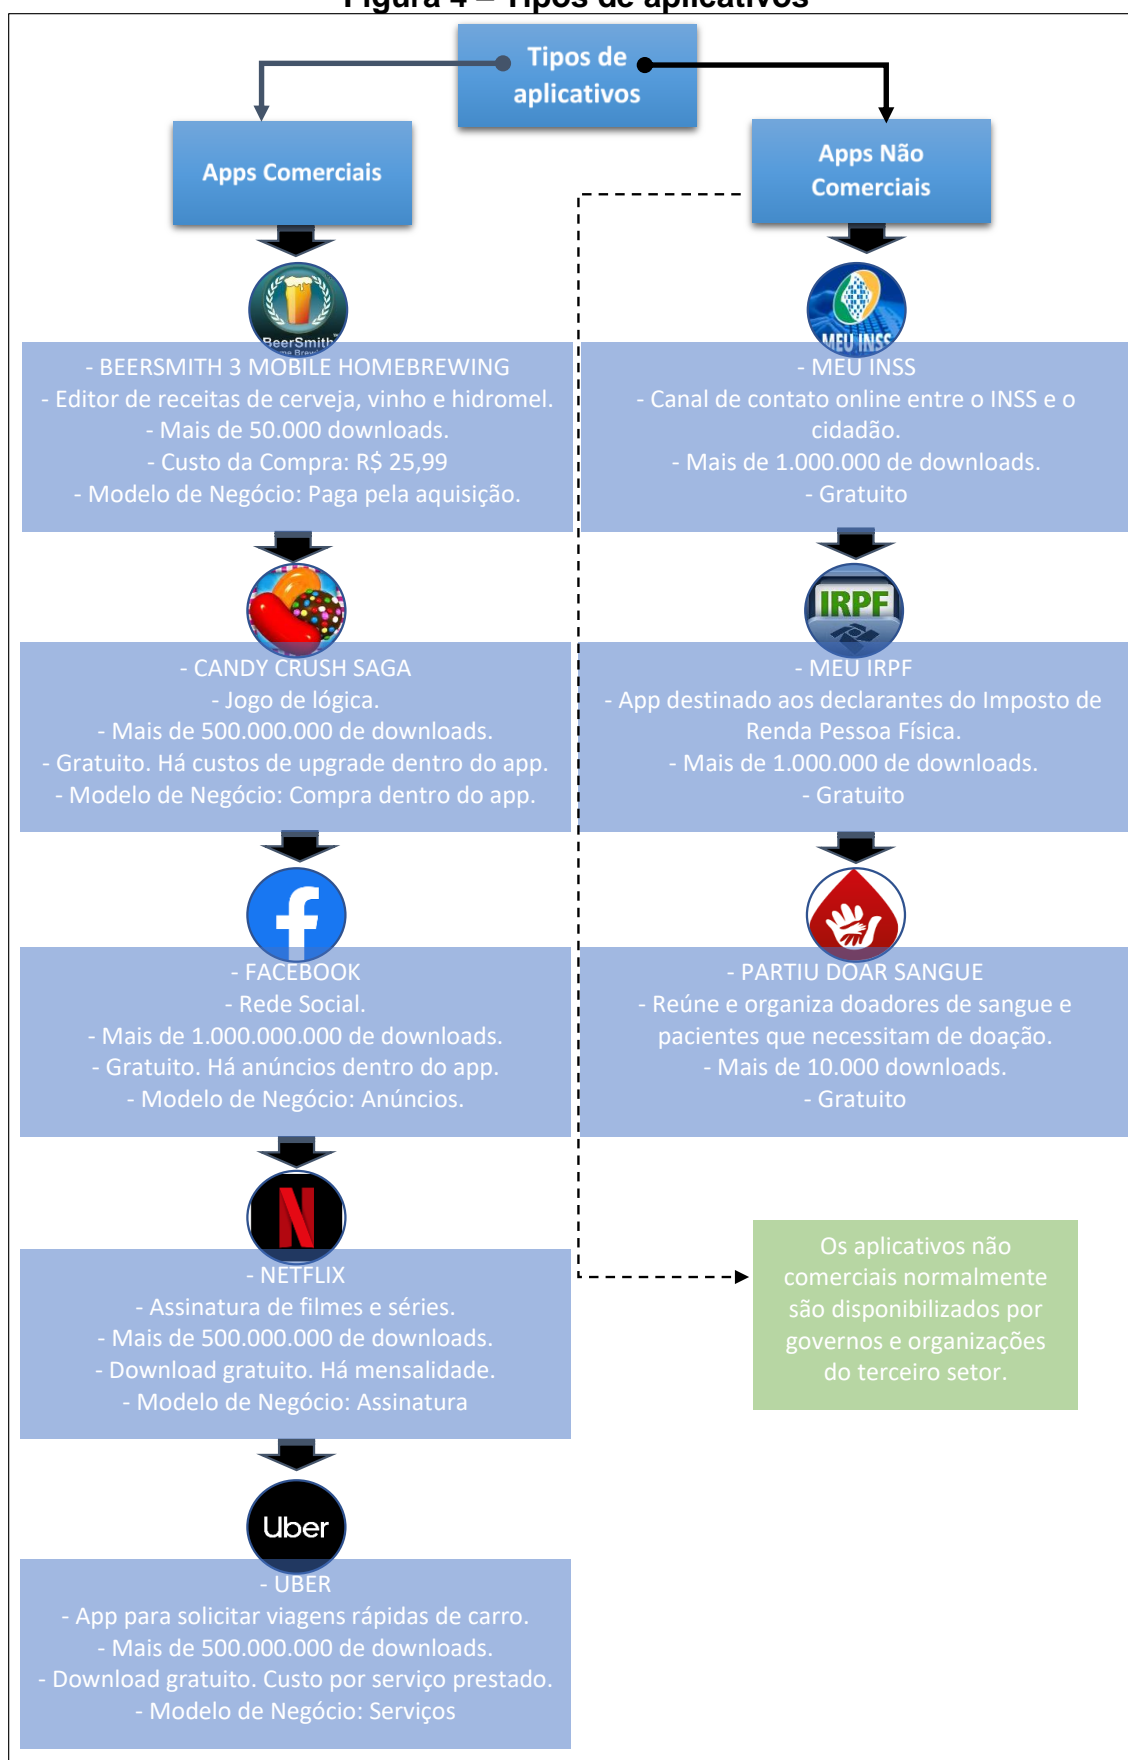 Figura 4 – Tipos de aplicativos
Tipos de
aplicativos
Apps Comerciais
BeerSmith
- BEERSMITH 3 MOBILE HOMEBREWING
- Editor de receitas de cerveja, vinho e hidromel.
- Mais de 50.000 downloads.
- Custo da Compra: R$ 25,99
- Modelo de Negócio: Paga pela aquisição.
- CANDY CRUSH SAGA
- Jogo de lógica.
- Mais de 500.000.000 de downloads.
- Gratuito. Há custos de upgrade dentro do app.
- Modelo de Negócio: Compra dentro do app.
- FACEBOOK
- Rede Social.
- Mais de 1.000.000.000 de downloads.
- Gratuito. Há anúncios dentro do app.
- Modelo de Negócio: Anúncios.
N
- NETFLIX
- Assinatura de filmes e séries.
- Mais de 500.000.000 de downloads.
- Download gratuito. Há mensalidade.
- Modelo de Negócio: Assinatura
Uber
- UBER
- App para solicitar viagens rápidas de carro.
- Mais de 500.000.000 de downloads.
- Download gratuito. Custo por serviço prestado.
- Modelo de Negócio: Serviços
Apps Não
Comerciais
MEU INSS
- MEU INSS
- Canal de contato online entre o INSS e o
cidadão.
- Mais de 1.000.000 de downloads.
- Gratuito
IRPF
- MEU IRPF
- App destinado aos declarantes do Imposto de
Renda Pessoa Física.
- Mais de 1.000.000 de downloads.
- Gratuito
- PARTIU DOAR SANGUE
- Reúne e organiza doadores de sangue e
pacientes que necessitam de doação.
- Mais de 10.000 downloads.
- Gratuito
Os aplicativos não
comerciais normalmente
são disponibilizados por
governos e organizações
do terceiro setor.